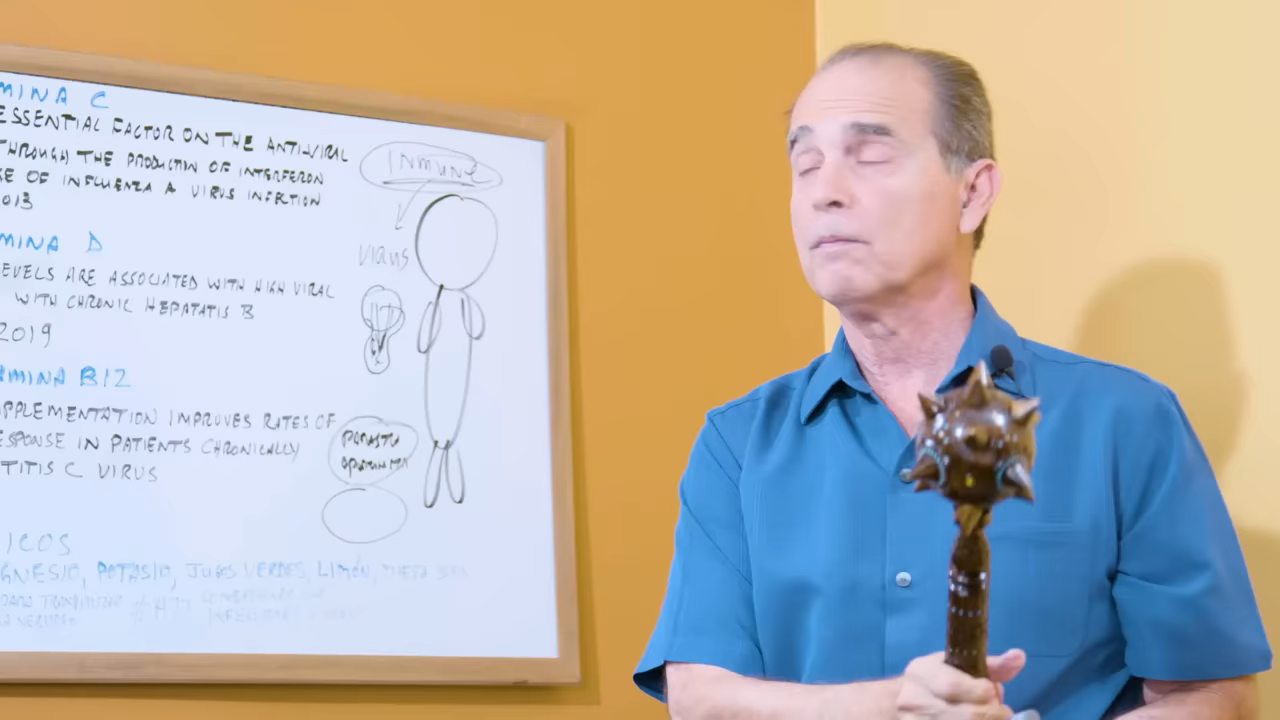 MINA C
ESSENTIAL FACTOR ON THE ANTIVIRAL
THROUGH THE PRODUCTIN OF INTERFERON
SE OF INFLUENZA A VIRUS INFECTION
013
MINA D
EVELS ARE ASSOCIATED WITH HIGH VIRAL
WITH CHRONIC HEPATATIS B
2019
AMINA B12
PPLEMENTATION IMPROVES RATES OF
ESPONSE IN PATIENTS CHRONICALLY
TITIS C VIRUS
ICOS
GNESIO, POTASIO, JUGOS VERDES, LIMÓN,
INMUNE
VIRUS